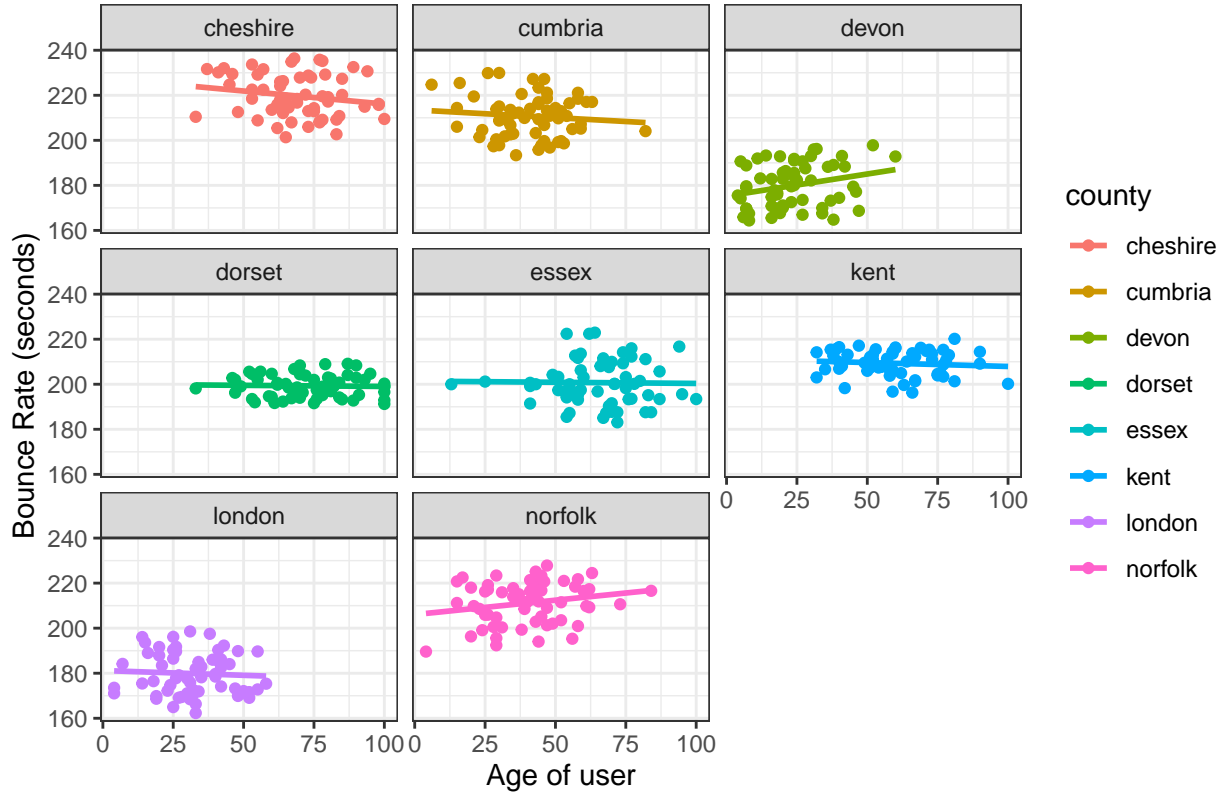 cheshire cumbria devon
240
220
200
180
160
dorset essex kent
240
220
200
180
160
0 25 50 75 100
london norfolk
240
220
200
180
160
0 25 50 75 100 0 25 50 75 100
Age of user
Bounce Rate (seconds)
county
cheshire
cumbria
devon
dorset
essex
kent
london
norfolk